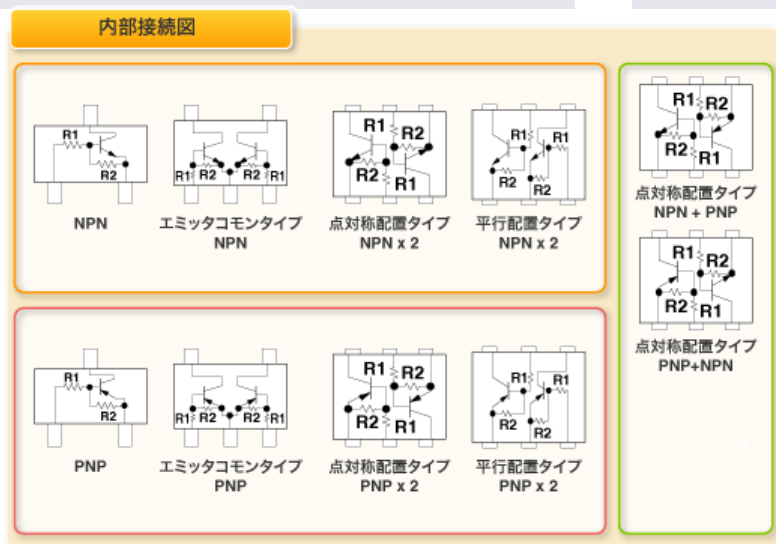 内部接続図
R1
R2
NPN
R1 R2 R2 R1
エミッタコモンタイプ
NPN
R1 R2
R2 R1
点対称配置タイプ
NPN x 2
R1 R1
R2 R2
平行配置タイプ
NPN x 2
R1
R2
PNP
R1 R2 R2 R1
エミッタコモンタイプ
PNP
R1 R2
R2 R1
点対称配置タイプ
PNP x 2
R1 R1
R2
R2
平行配置タイプ
PNP x 2
R1 R2
R2 R1
点対称配置タイプ
NPN + PNP
R1 R2
R2 R1
点対称配置タイプ
PNP+NPN